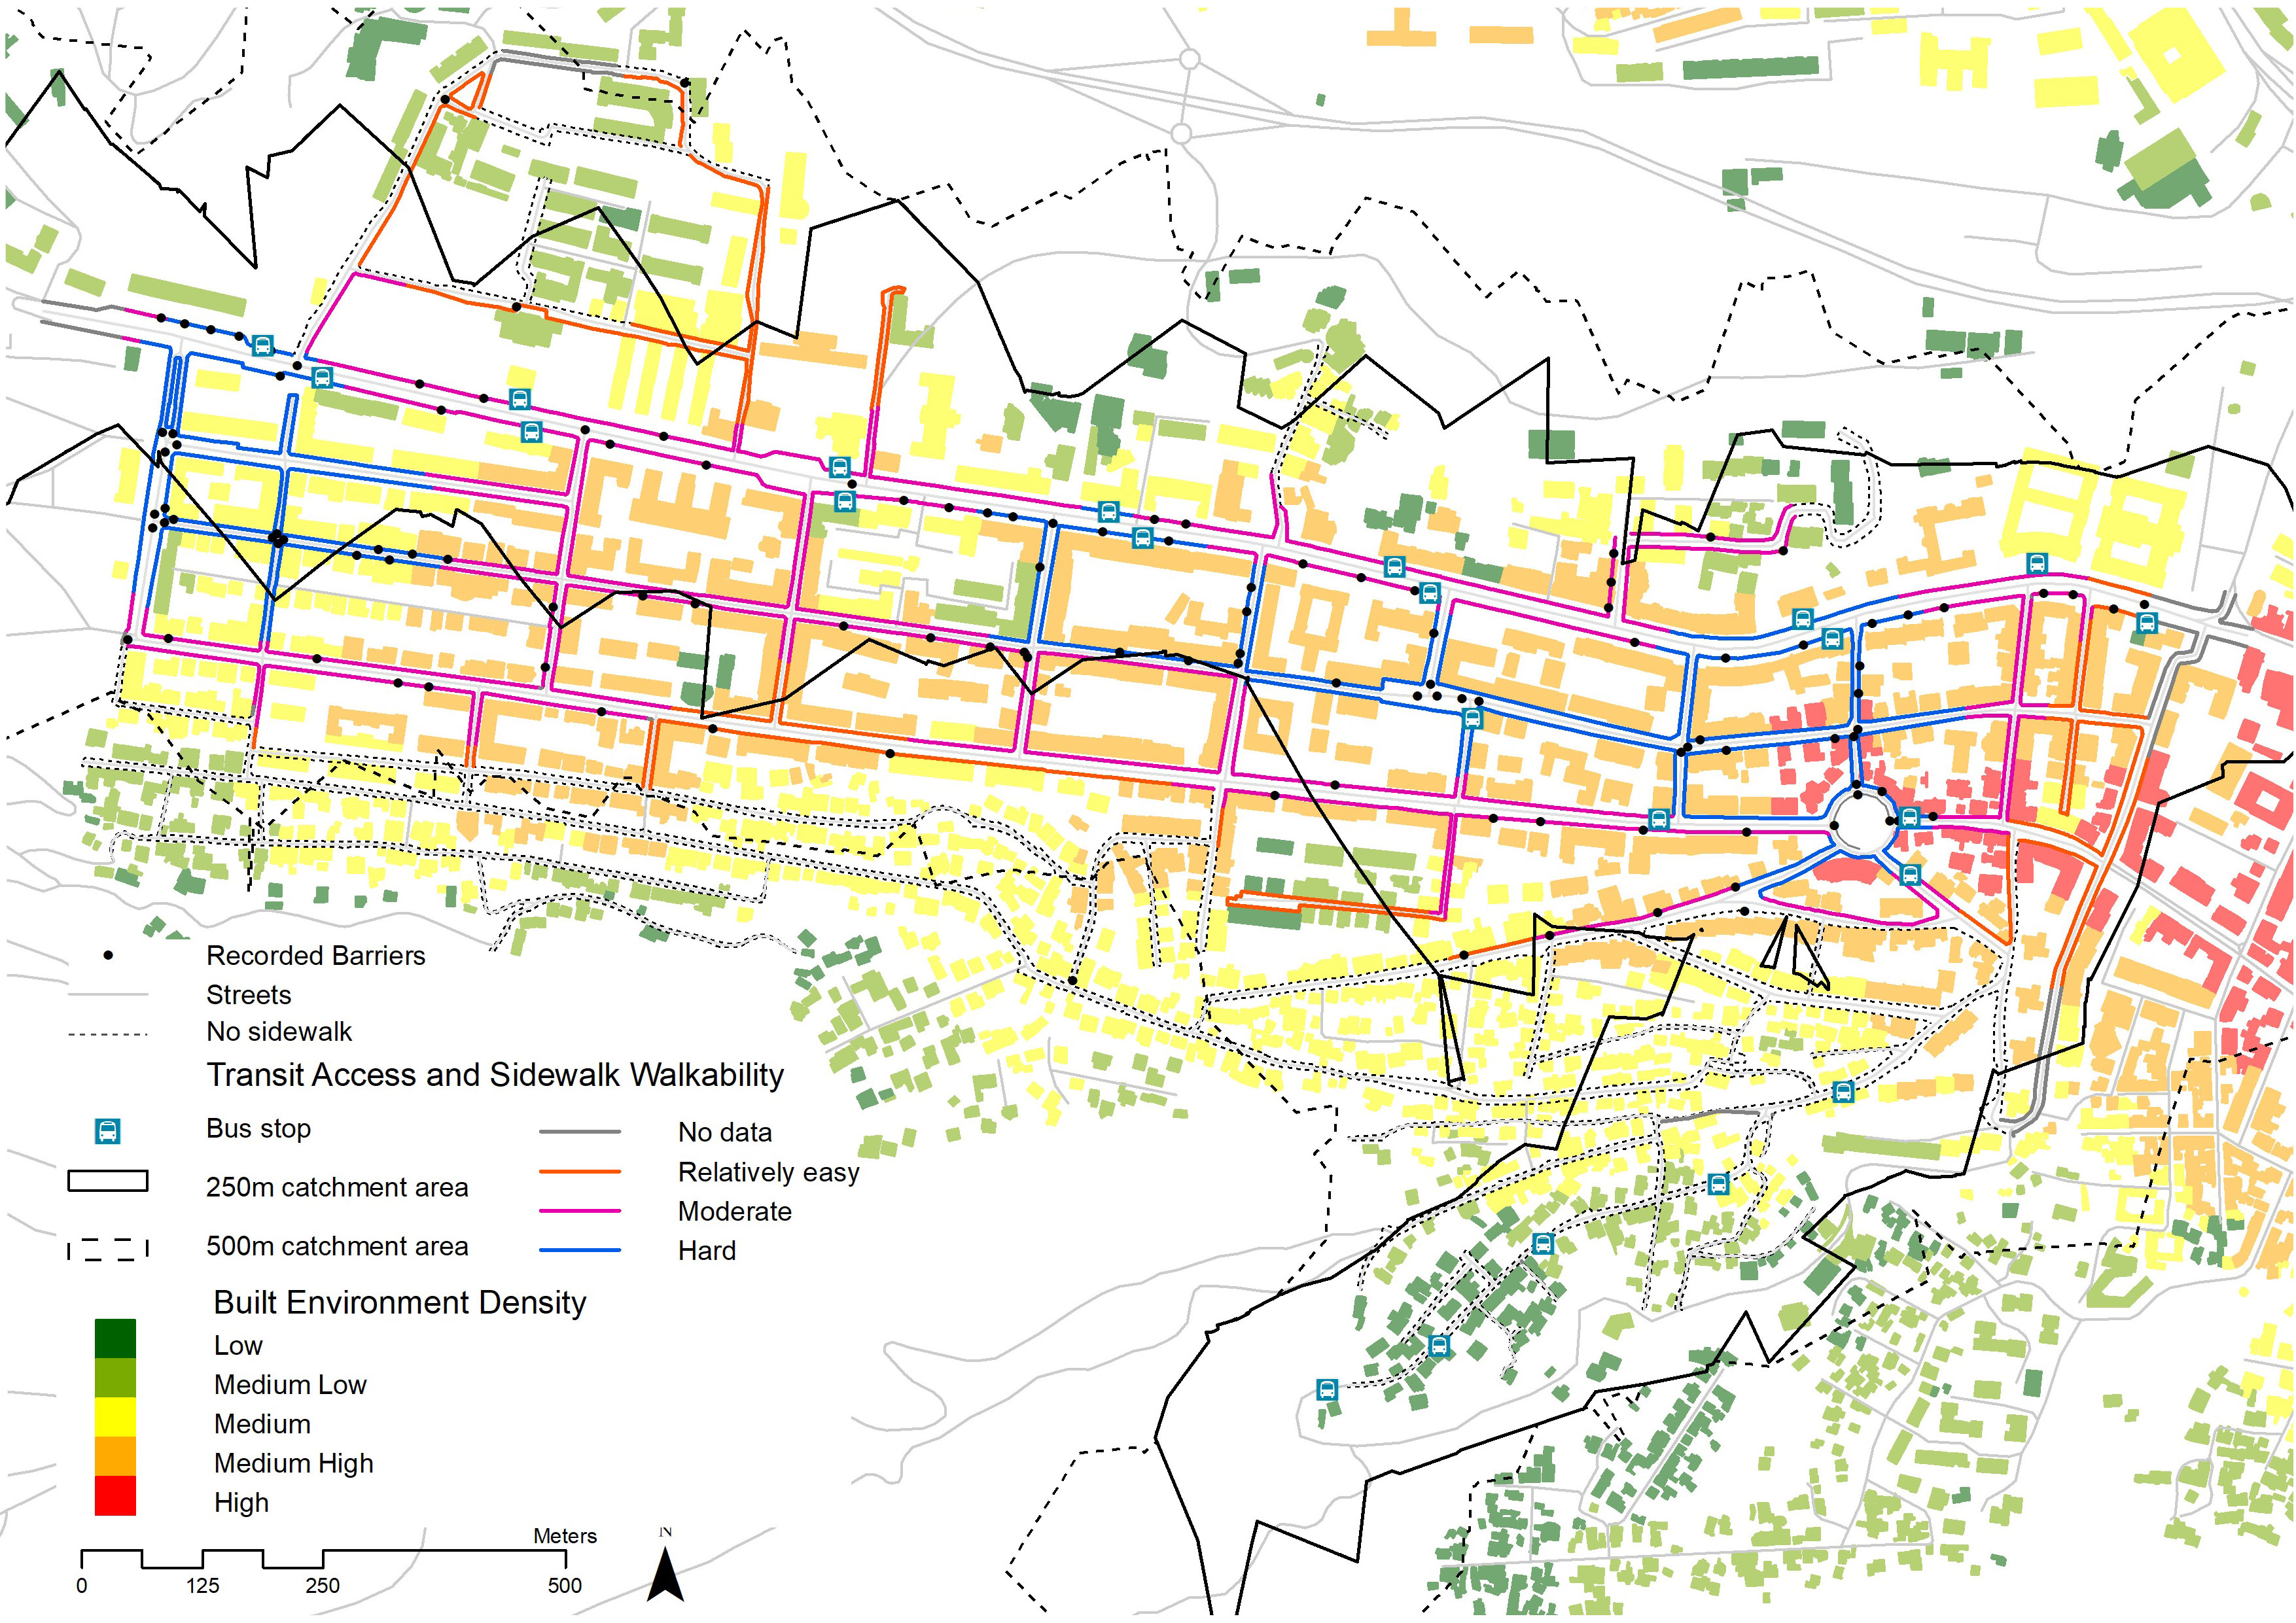 Recorded Barriers
Streets
No sidewalk
Transit Access and Sidewalk Walkability
Bus stop
No data
Relatively easy
250m catchment area
Moderate
500m catchment area
Hard
Built Environment Density
Low
Medium Low
Medium
Medium High
High
Meters
N
0 125 250 500